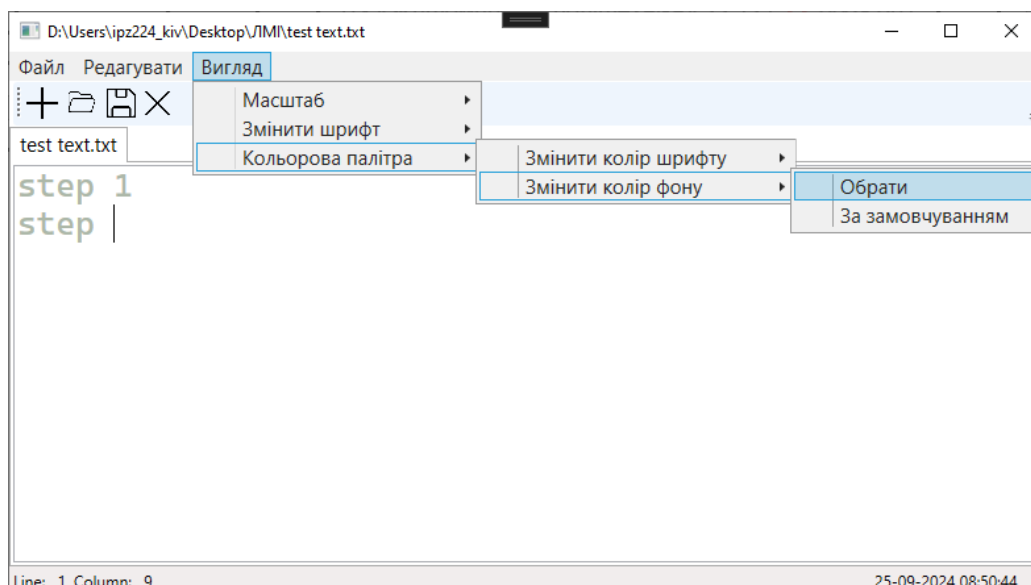 D:\Users\ipz224_kiv\Desktop\ЛМІ\test text.txt
Файл Редагувати Вигляд
Масштаб
Змінити шрифт
Кольорова палітра
Змінити колір шрифту
Змінити колір фону
Обрати
За замовчуванням
test text.txt
step 1
step
Line: 1 Column: 9
25-09-2024 08:50:44